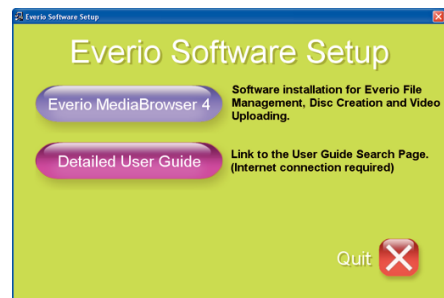 Everio Software Setup
Everio Software Setup
Everio MediaBrowser 4
Software installation for Everio File
Management, Disc Creation and Video
Uploading.
Detailed User Guide
Link to the User Guide Search Page.
(Internet connection required)
Quit